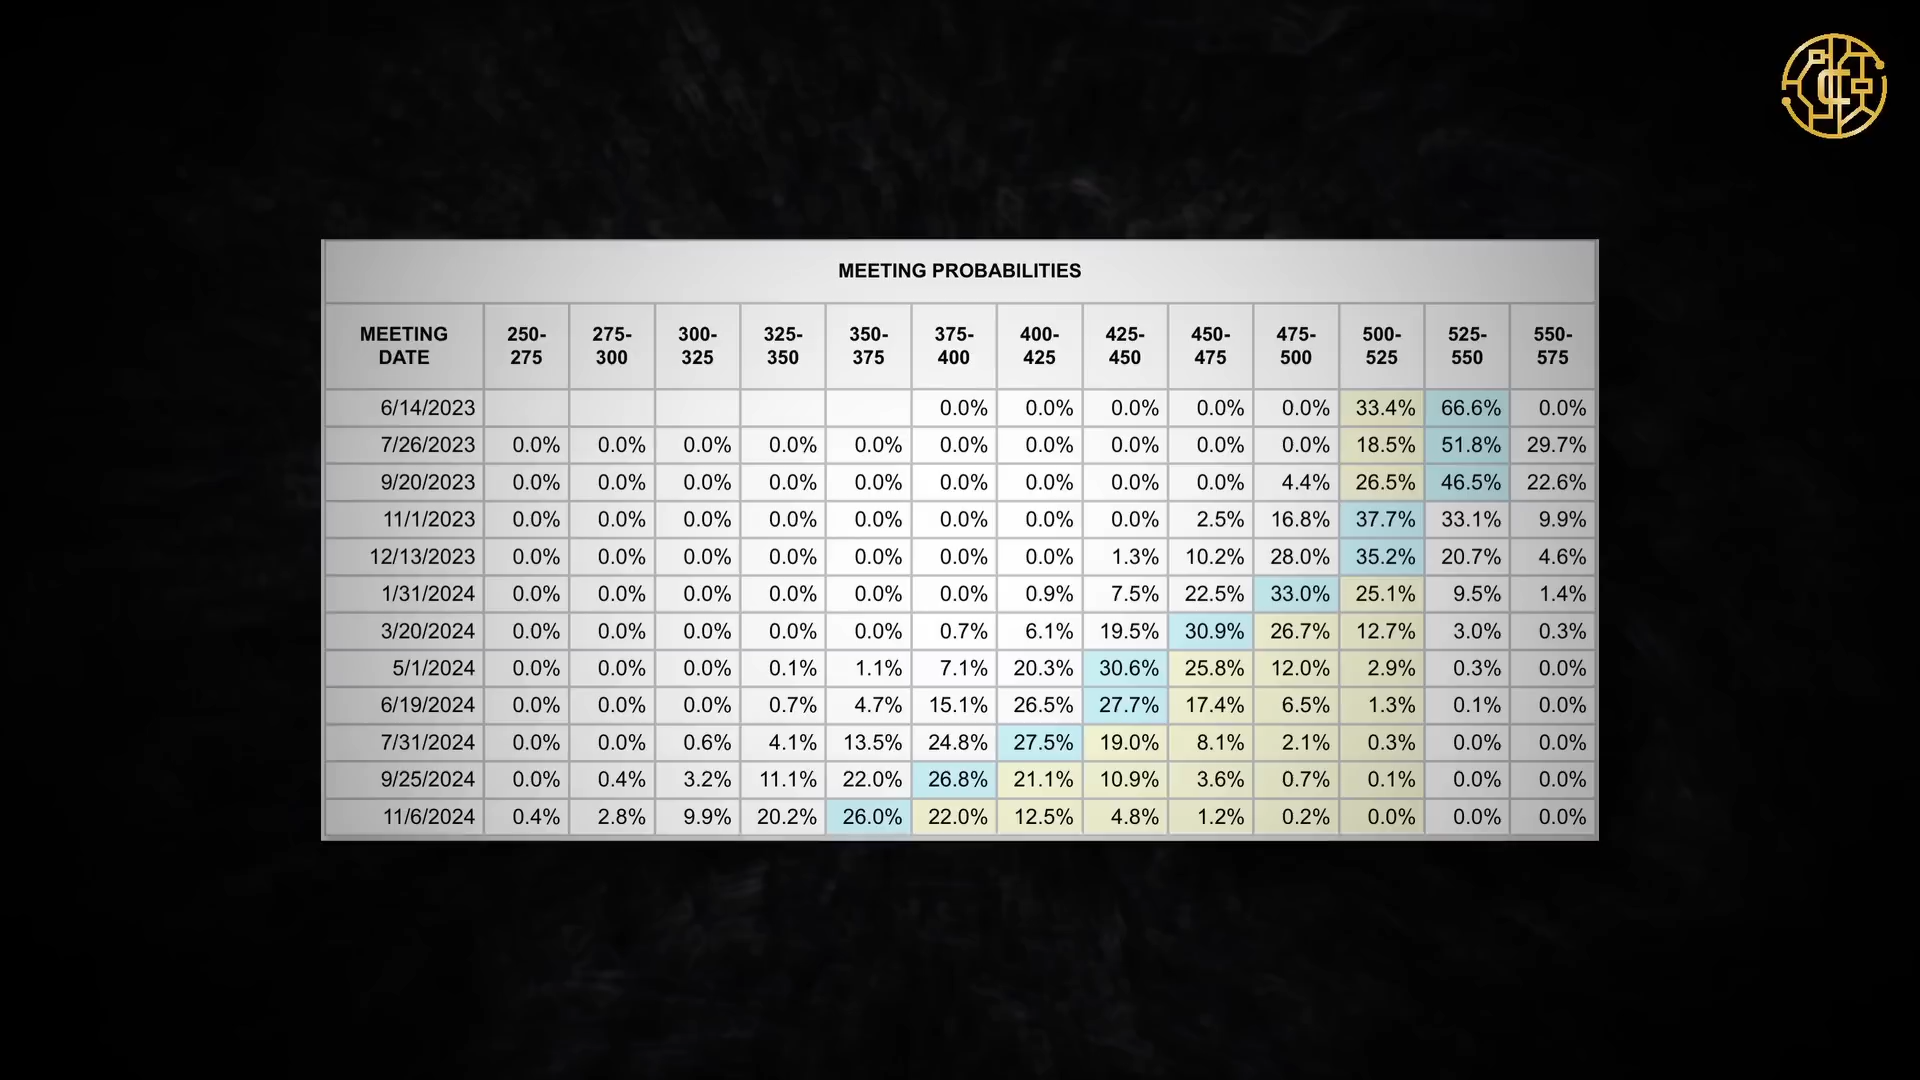 MEETING PROBABILITIES
MEETING DATE 250-275 275-300 300-325 325-350 350-375 375-400 400-425 425-450 450-475 475-500 500-525 525-550 550-575
6/14/2023 0.0% 0.0% 0.0% 0.0% 0.0% 33.4% 66.6% 0.0%
7/26/2023 0.0% 0.0% 0.0% 0.0% 0.0% 0.0% 0.0% 0.0% 0.0% 0.0% 18.5% 51.8% 29.7%
9/20/2023 0.0% 0.0% 0.0% 0.0% 0.0% 0.0% 0.0% 0.0% 0.0% 4.4% 26.5% 46.5% 22.6%
11/1/2023 0.0% 0.0% 0.0% 0.0% 0.0% 0.0% 0.0% 0.0% 2.5% 16.8% 37.7% 33.1% 9.9%
12/13/2023 0.0% 0.0% 0.0% 0.0% 0.0% 0.0% 0.0% 1.3% 10.2% 28.0% 35.2% 20.7% 4.6%
1/31/2024 0.0% 0.0% 0.0% 0.0% 0.0% 0.0% 0.9% 7.5% 22.5% 33.0% 25.1% 9.5% 1.4%
3/20/2024 0.0% 0.0% 0.0% 0.0% 0.0% 0.7% 6.1% 19.5% 30.9% 26.7% 12.7% 3.0% 0.3%
5/1/2024 0.0% 0.0% 0.0% 0.1% 1.1% 7.1% 20.3% 30.6% 25.8% 12.0% 2.9% 0.3% 0.0%
6/19/2024 0.0% 0.0% 0.0% 0.7% 4.7% 15.1% 26.5% 27.7% 17.4% 6.5% 1.3% 0.1% 0.0%
7/31/2024 0.0% 0.0% 0.6% 4.1% 13.5% 24.8% 27.5% 19.0% 8.1% 2.1% 0.3% 0.0% 0.0%
9/25/2024 0.0% 0.4% 3.2% 11.1% 22.0% 26.8% 21.1% 10.9% 3.6% 0.7% 0.1% 0.0% 0.0%
11/6/2024 0.4% 2.8% 9.9% 20.2% 26.0% 22.0% 12.5% 4.8% 1.2% 0.2% 0.0% 0.0% 0.0%